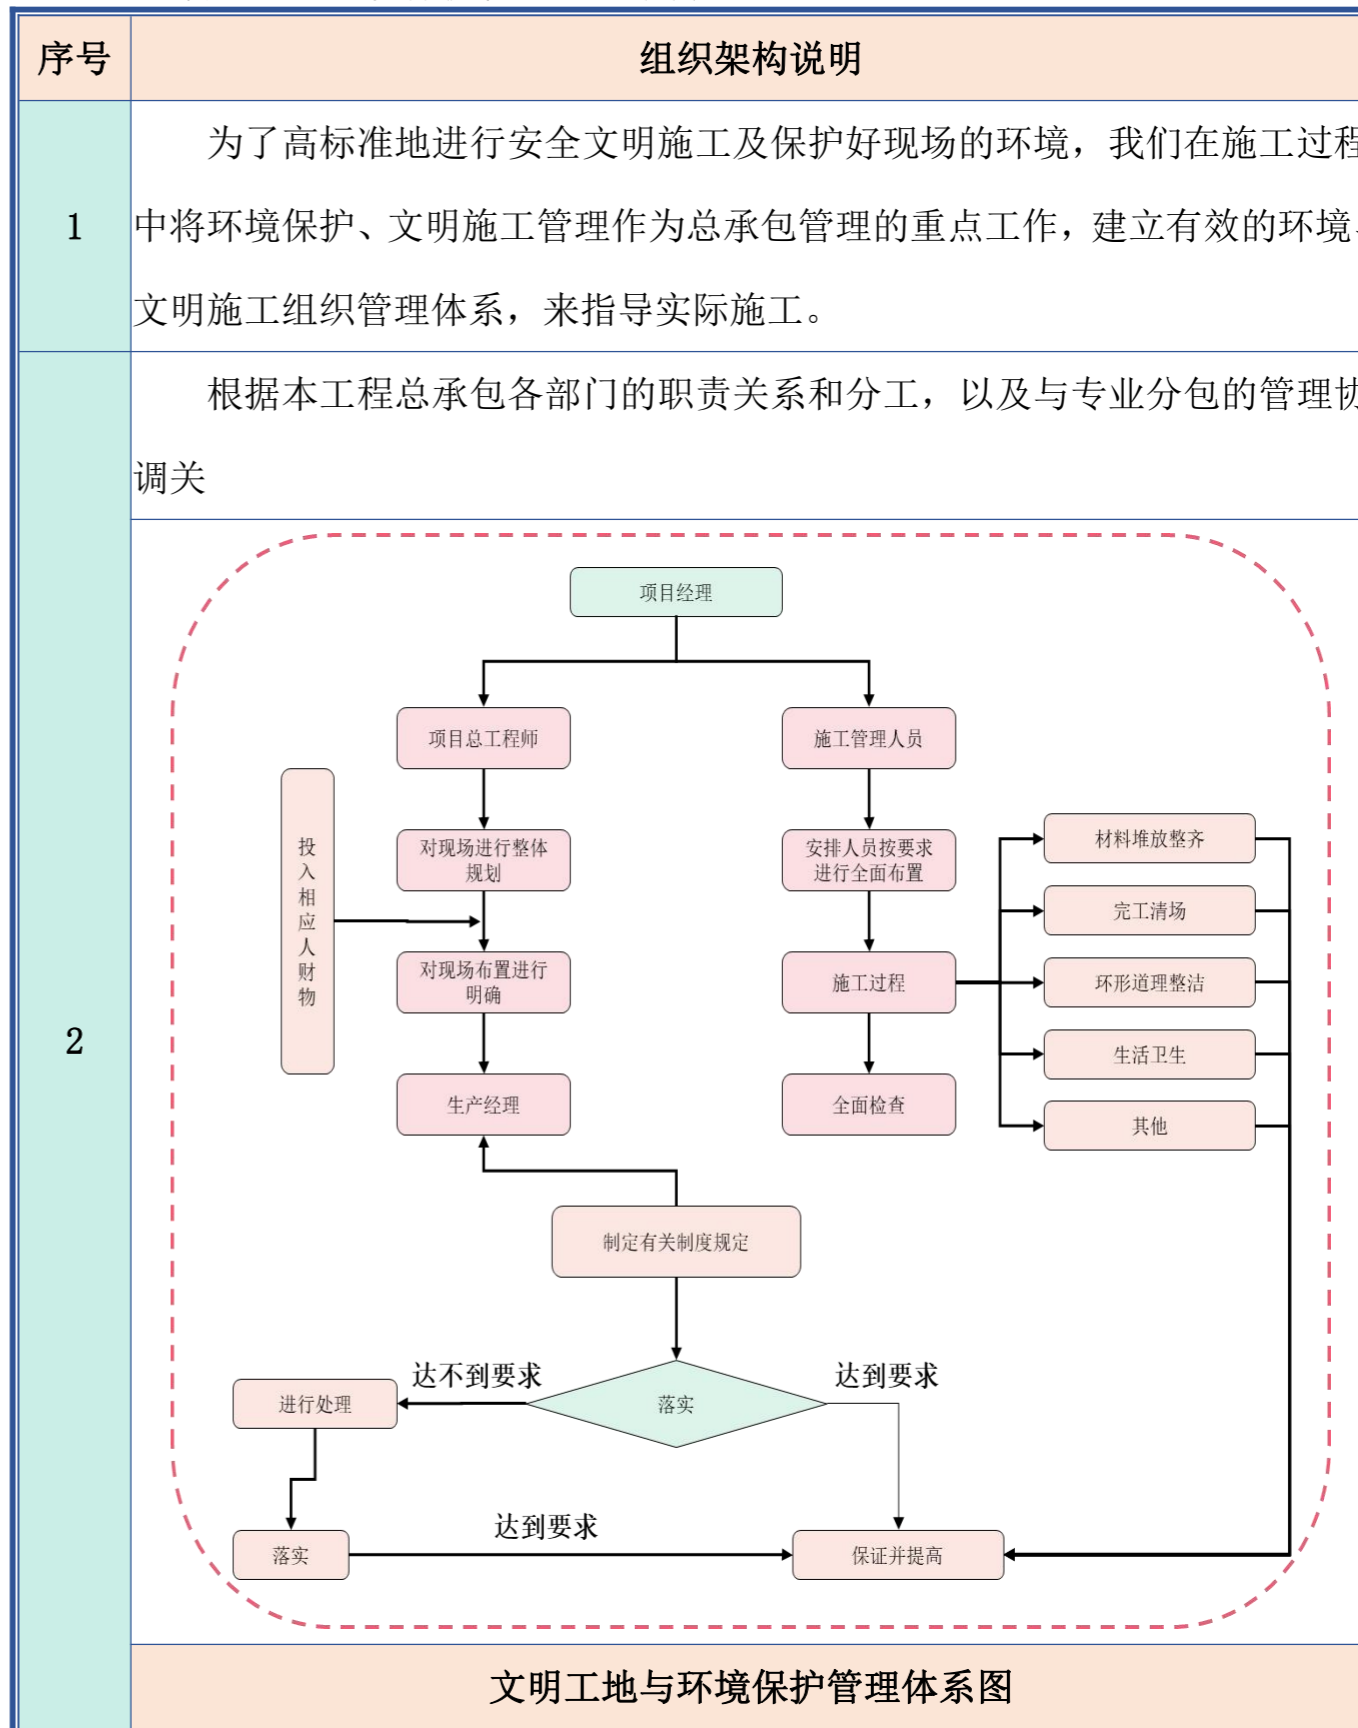 序号
组织架构说明
1
为了高标准地进行安全文明施工及保护好现场的环境，我们在施工过程
中将环境保护、文明施工管理作为总承包管理的重点工作，建立有效的环境、
文明施工组织管理体系，来指导实际施工。
2
根据本工程总承包各部门的职责关系和分工，以及与专业分包的管理协
调关
项目经理
项目总工程师
施工管理人员
投入相应人财物
对现场进行整体
规划
安排人员按要求
进行全面布置
材料堆放整齐
完工清场
对现场布置进行
明确
施工过程
环形道理整洁
生活卫生
生产经理
全面检查
其他
制定有关制度规定
达不到要求
达到要求
进行处理
落实
达到要求
落实
保证并提高
文明工地与环境保护管理体系图